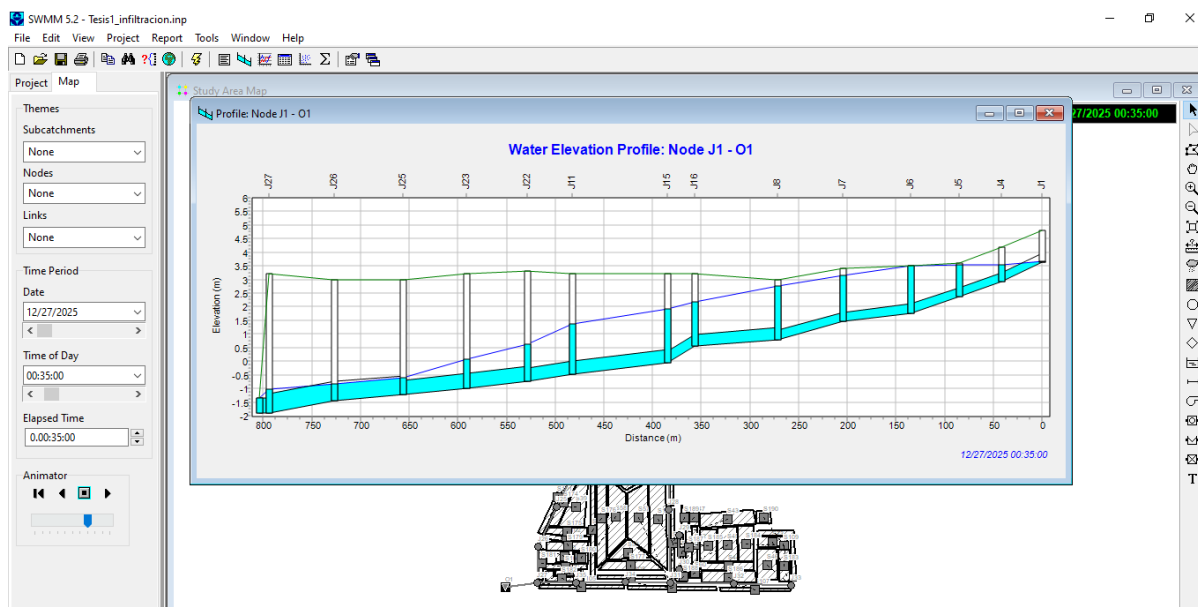 SWMM 5.2 - Tesis1_infiltracion.inp
File Edit View Project Report Tools Window Help
Project Map
Study Area Map
Themes
Subcatchments
None
Nodes
None
Links
None
Time Period
Date
12/27/2025
Time of Day
00:35:00
Elapsed Time
0.00:35:00
Animator
27/2025 00:35:00
Profile: Node J1 - O1
Water Elevation Profile: Node J1 - O1
J27 J26 J25 J23 J22 J11 J15 J16 J8 J7 J6 J5 J4 J1
Elevation (m)
6
5.5
5
4.5
4
3.5
3
2.5
2
1.5
1
0.5
0
-0.5
-1
-1.5
-2
800 750 700 650 600 550 500 450 400 350 300 250 200 150 100 50 0
Distance (m)
12/27/2025 00:35:00
O1
T